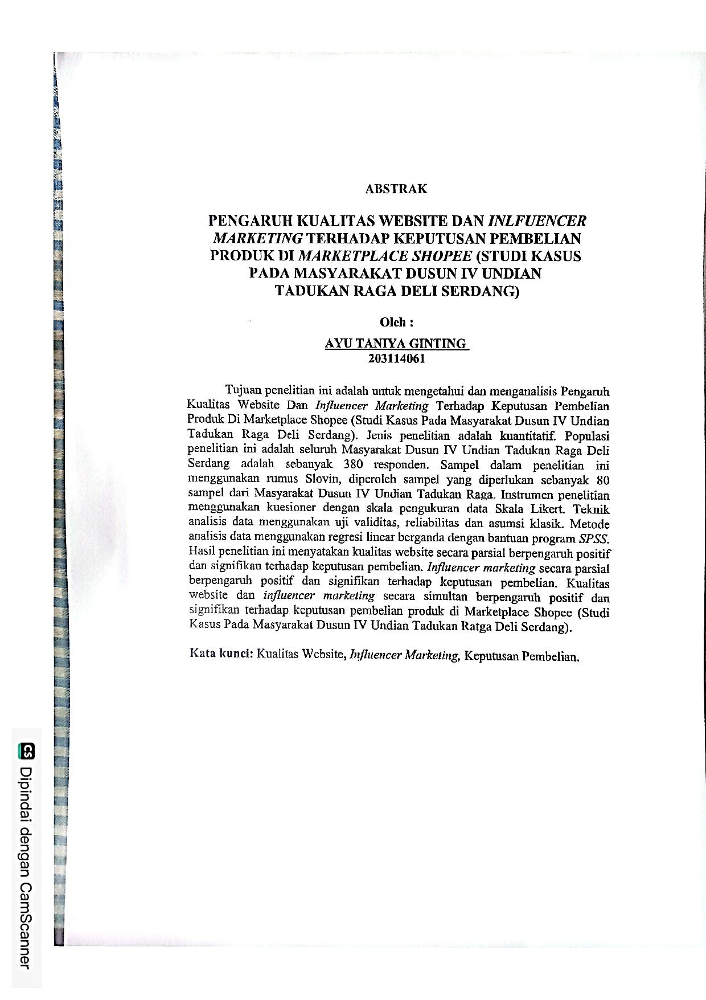 ABSTRAK
PENGARUH KUALITAS WEBSITE DAN INLFUENCER
MARKETING TERHADAP KEPUTUSAN PEMBELIAN
PRODUK DI MARKETPLACE SHOPEE (STUDI KASUS
PADA MASYARAKAT DUSUN IV UNDIAN
TADUKAN RAGA DELI SERDANG)
Oleh :
AYU TANIYA GINTING
203114061
Tujuan penelitian ini adalah untuk mengetahui dan menganalisis Pengaruh
Kualitas Website Dan Influencer Marketing Terhadap Keputusan Pembelian
Produk Di Marketplace Shopee (Studi Kasus Pada Masyarakat Dusun IV Undian
Tadukan Raga Deli Serdang). Jenis penelitian adalah kuantitatif. Populasi
penelitian ini adalah seluruh Masyarakat Dusun IV Undian Tadukan Raga Deli
Serdang adalah sebanyak 380 responden. Sampel dalam penelitian ini
menggunakan rumus Slovin, diperoleh sampel yang diperlukan sebanyak 80
sampel dari Masyarakat Dusun IV Undian Tadukan Raga. Instrumen penelitian
menggunakan kuesioner dengan skala pengukuran data Skala Likert. Teknik
analisis data menggunakan uji validitas, reliabilitas dan asumsi klasik. Metode
analisis data menggunakan regresi linear berganda dengan bantuan program SPSS.
Hasil penelitian ini menyatakan kualitas website secara parsial berpengaruh positif
dan signifikan terhadap keputusan pembelian. Influencer marketing secara parsial
berpengaruh positif dan signifikan terhadap keputusan pembelian. Kualitas
website dan influencer marketing secara simultan berpengaruh positif dan
signifikan terhadap keputusan pembelian produk di Marketplace Shopee (Studi
Kasus Pada Masyarakat Dusun IV Undian Tadukan Ratga Deli Serdang).
Kata kunci: Kualitas Website, Influencer Marketing, Keputusan Pembelian.
CS Dipindai dengan CamScanner